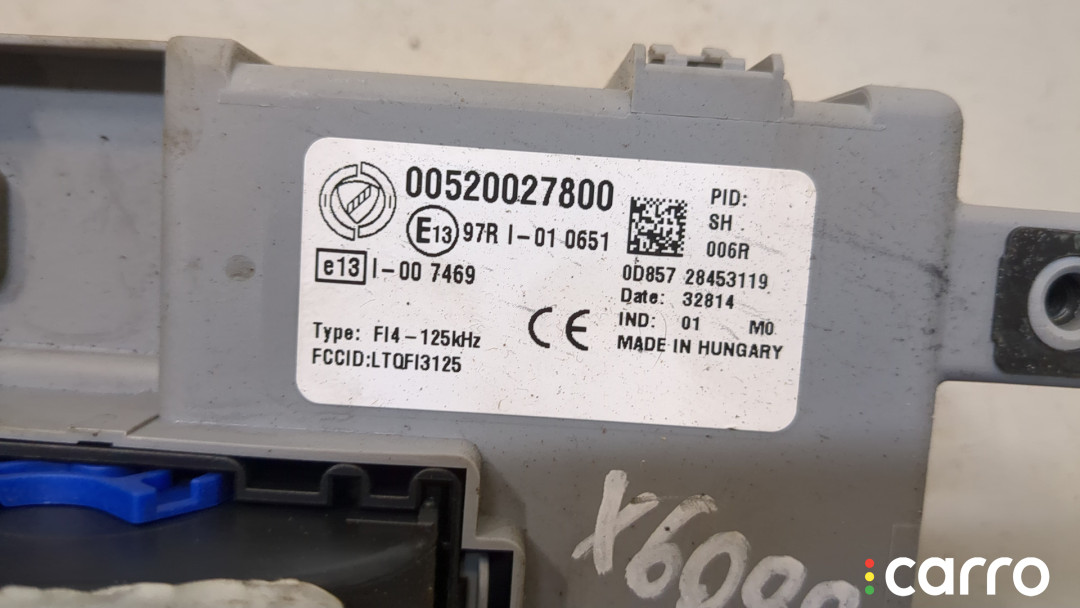 00520027800
E13 97R I-01 0651
e13 I-00 7469
Type: FI4-125kHz
FCCID:LTQFI3125
PID:
SH
006R
0D857 28453119
Date: 32814
IND: 01 M0
MADE IN HUNGARY
carro